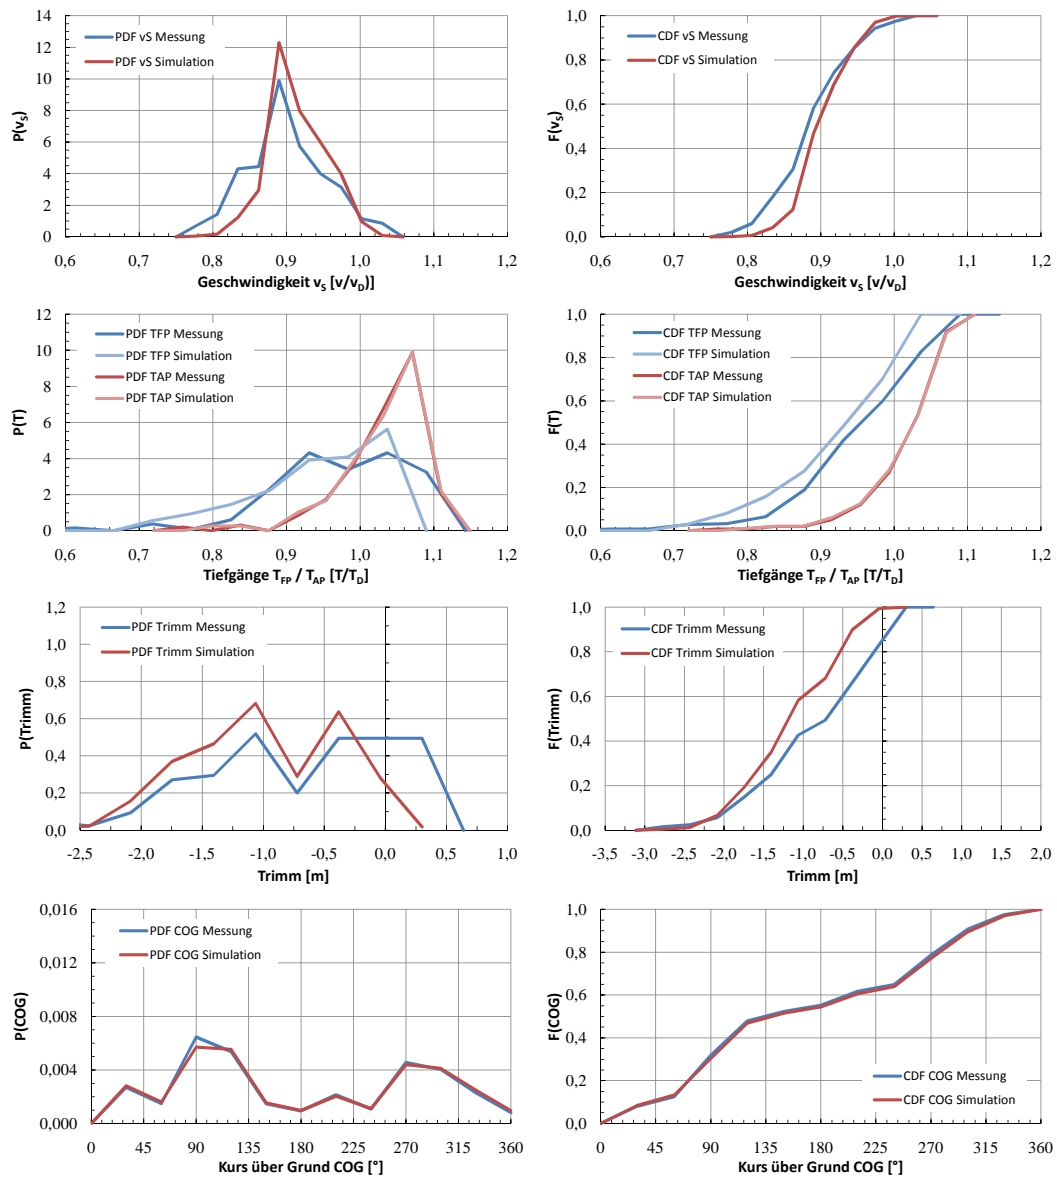 14
12
10
8
6
4
2
0
P(vS)
PDF vS Messung
PDF vS Simulation
0,6 0,7 0,8 0,9 1,0 1,1 1,2
Geschwindigkeit vS [v/vD)]
1,0
0,8
0,6
0,4
0,2
0,0
F(vS)
CDF vS Messung
CDF vS Simulation
0,6 0,7 0,8 0,9 1,0 1,1 1,2
Geschwindigkeit vS [v/vD]
12
10
8
6
4
2
0
P(T)
PDF TFP Messung
PDF TFP Simulation
PDF TAP Messung
PDF TAP Simulation
0,6 0,7 0,8 0,9 1,0 1,1 1,2
Tiefgänge TFP / TAP [T/TD]
1,0
0,8
0,6
0,4
0,2
0,0
F(T)
CDF TFP Messung
CDF TFP Simulation
CDF TAP Messung
CDF TAP Simulation
0,6 0,7 0,8 0,9 1,0 1,1 1,2
Tiefgänge TFP / TAP [T/TD]
1,2
1,0
0,8
0,6
0,4
0,2
0,0
P(Trimm)
PDF Trimm Messung
PDF Trimm Simulation
-2,5 -2,0 -1,5 -1,0 -0,5 0,0 0,5 1,0
Trimm [m]
1,0
0,8
0,6
0,4
0,2
0,0
F(Trimm)
CDF Trimm Messung
CDF Trimm Simulation
-3,5 -3,0 -2,5 -2,0 -1,5 -1,0 -0,5 0,0 0,5 1,0 1,5 2,0
Trimm [m]
0,016
0,012
0,008
0,004
0,000
P(COG)
PDF COG Messung
PDF COG Simulation
0 45 90 135 180 225 270 315 360
Kurs über Grund COG [°]
1,0
0,8
0,6
0,4
0,2
0,0
F(COG)
CDF COG Messung
CDF COG Simulation
0 45 90 135 180 225 270 315 360
Kurs über Grund COG [°]